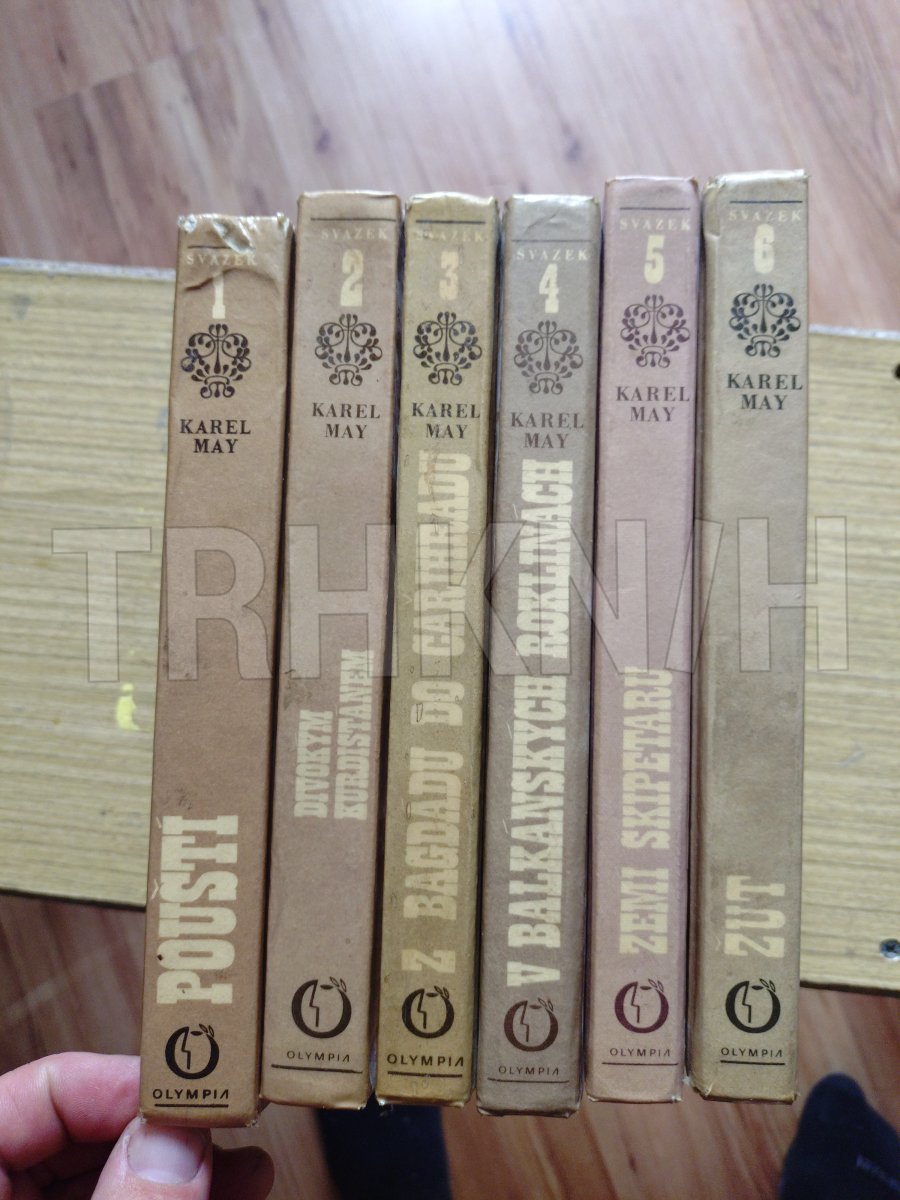 SVAZEK
1
KAREL
MAY
POUŠTÍ
OLYMPIA
SVAZEK
2
KAREL
MAY
DIVOKÝM
KURDISTÁNEM
OLYMPIA
SVAZEK
3
KAREL
MAY
Z BAGDÁDU DO CAŘIHRADU
OLYMPIA
SVAZEK
4
KAREL
MAY
V BALKÁNSKÝCH ROKLINÁCH
OLYMPIA
SVAZEK
5
KAREL
MAY
ZEMÍ SKIPETARŮ
OLYMPIA
SVAZEK
6
KAREL
MAY
ŽUT
OLYMPIA
TRHKNIH